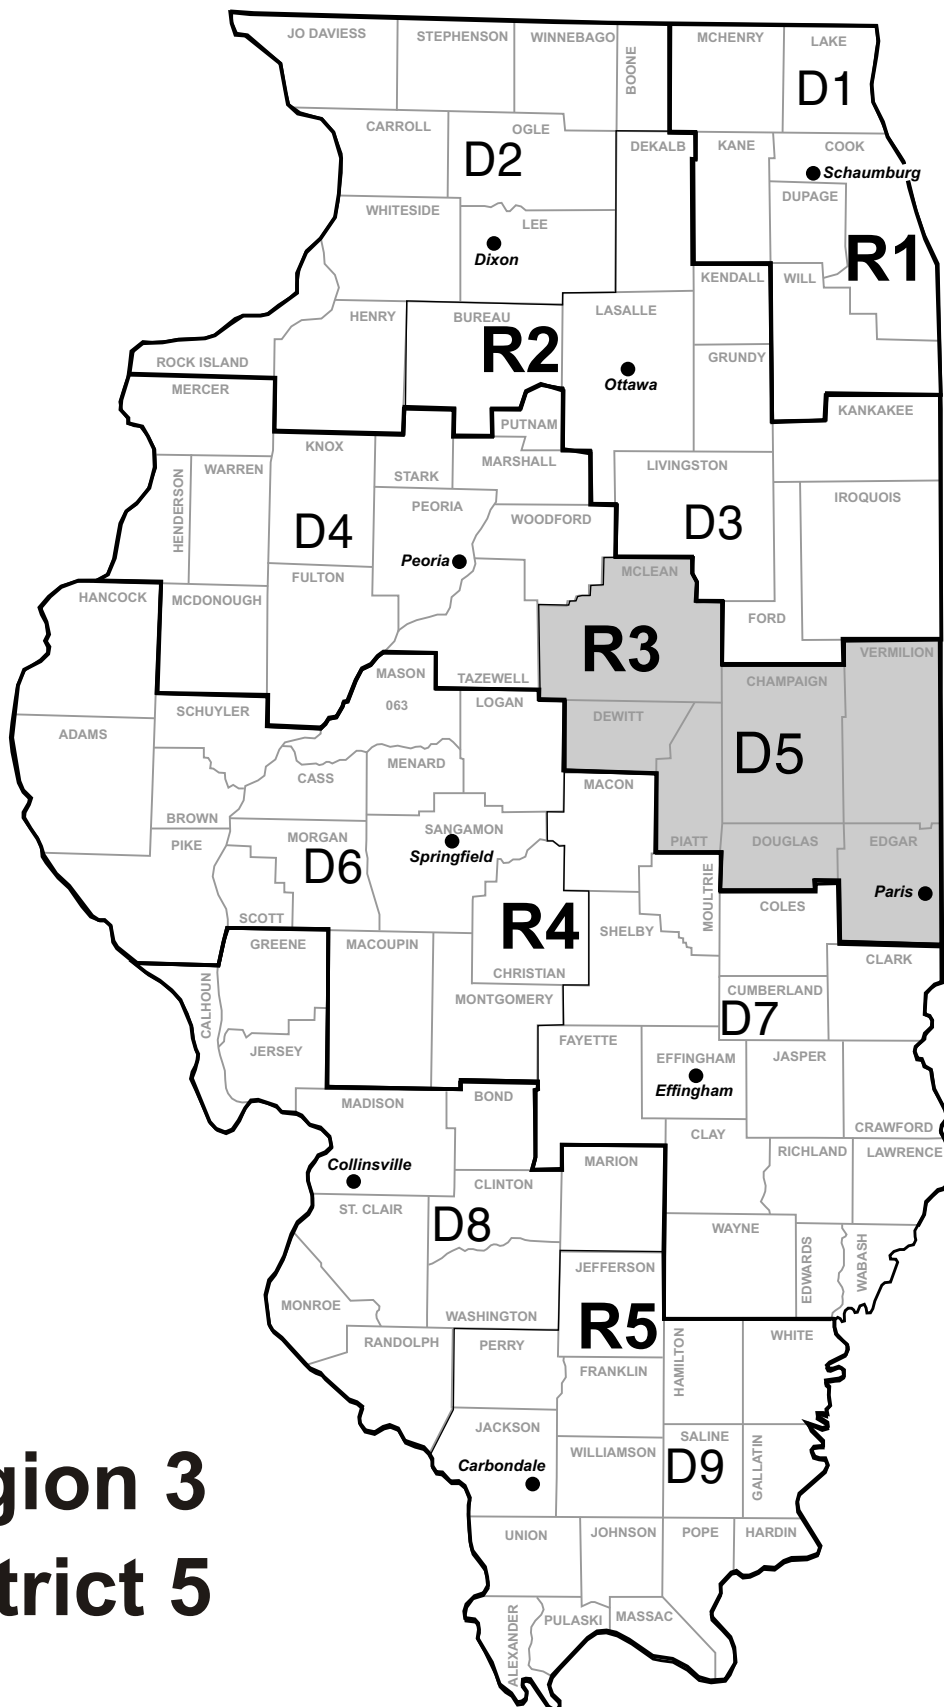 JO DAVIESS
STEPHENSON
WINNEBAGO
BOONE
MCHENRY
LAKE
D1
CARROLL
OGLE
D2
DEKALB
KANE
COOK
Schaumburg
DUPAGE
WHITESIDE
LEE
Dixon
R1
KENDALL
WILL
HENRY
BUREAU
R2
LASALLE
Ottawa
GRUNDY
ROCK ISLAND
MERCER
KANKAKEE
PUTNAM
KNOX
STARK
MARSHALL
LIVINGSTON
HENDERSON
WARREN
PEORIA
WOODFORD
IROQUOIS
D4
D3
Peoria
FULTON
MCLEAN
HANCOCK
MCDONOUGH
FORD
R3
VERMILION
MASON
TAZEWELL
CHAMPAIGN
063
LOGAN
SCHUYLER
DEWITT
ADAMS
D5
MENARD
CASS
MACON
BROWN
SANGAMON
PIKE
MORGAN
PIATT
DOUGLAS
EDGAR
Springfield
D6
MOULTRIE
Paris
COLES
SCOTT
R4
SHELBY
GREENE
MACOUPIN
CLARK
CHRISTIAN
CALHOUN
MONTGOMERY
CUMBERLAND
D7
FAYETTE
JERSEY
EFFINGHAM
JASPER
Effingham
BOND
MADISON
CRAWFORD
CLAY
RICHLAND
LAWRENCE
Collinsville
MARION
CLINTON
ST. CLAIR
D8
WAYNE
EDWARDS
WABASH
JEFFERSON
MONROE
WASHINGTON
R5
RANDOLPH
PERRY
HAMILTON
WHITE
FRANKLIN
JACKSON
SALINE
WILLIAMSON
GALLATIN
Carbondale
D9
gion 3
UNION
JOHNSON
POPE
HARDIN
trict 5
ALEXANDER
PULASKI
MASSAC